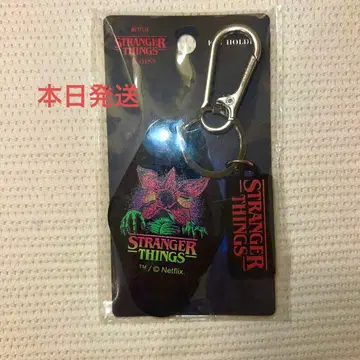 NETFLIX
STRANGER
THINGS
KEY HOLDER
本日発送
STRANGER
THINGS
STRANGER
THINGS
™/© Netflix.